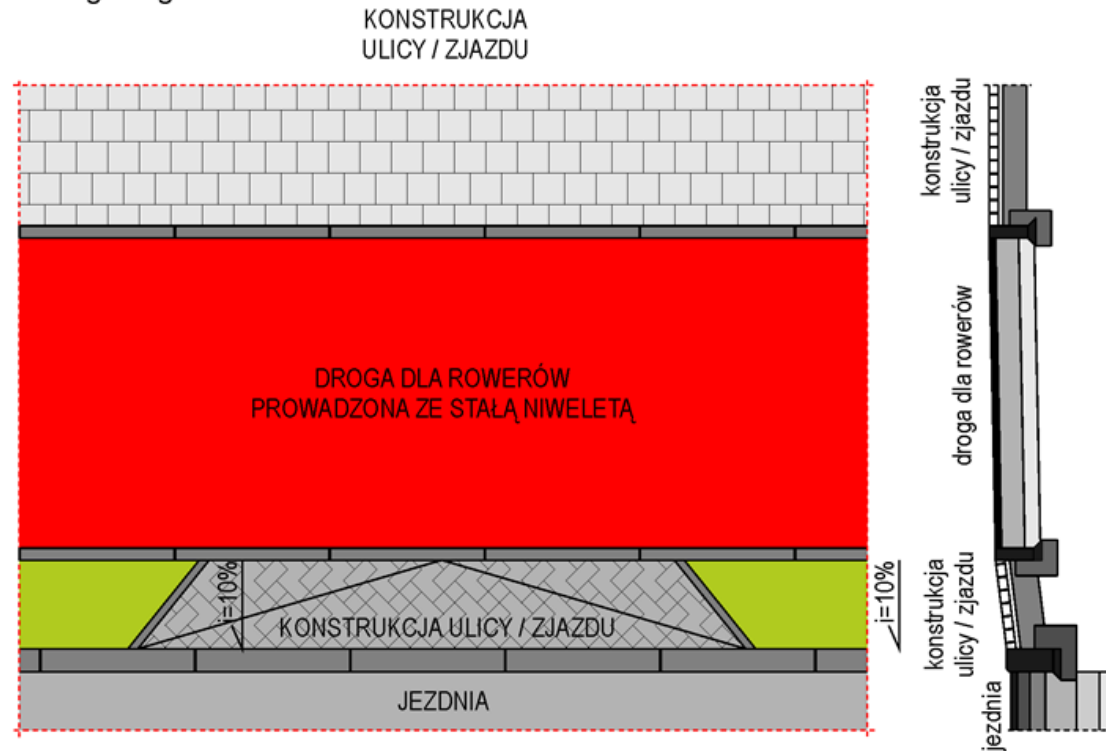 KONSTRUKCJA
ULICY / ZJAZDU
konstrukcja
ulicy / zjazdu
DROGA DLA ROWERÓW
PROWADZONA ZE STAŁĄ NIWELETĄ
droga dla rowerów
i=10%
KONSTRUKCJA ULICY / ZJAZDU
i=10%
konstrukcja
ulicy / zjazdu
JEZDNIA
jezdnia